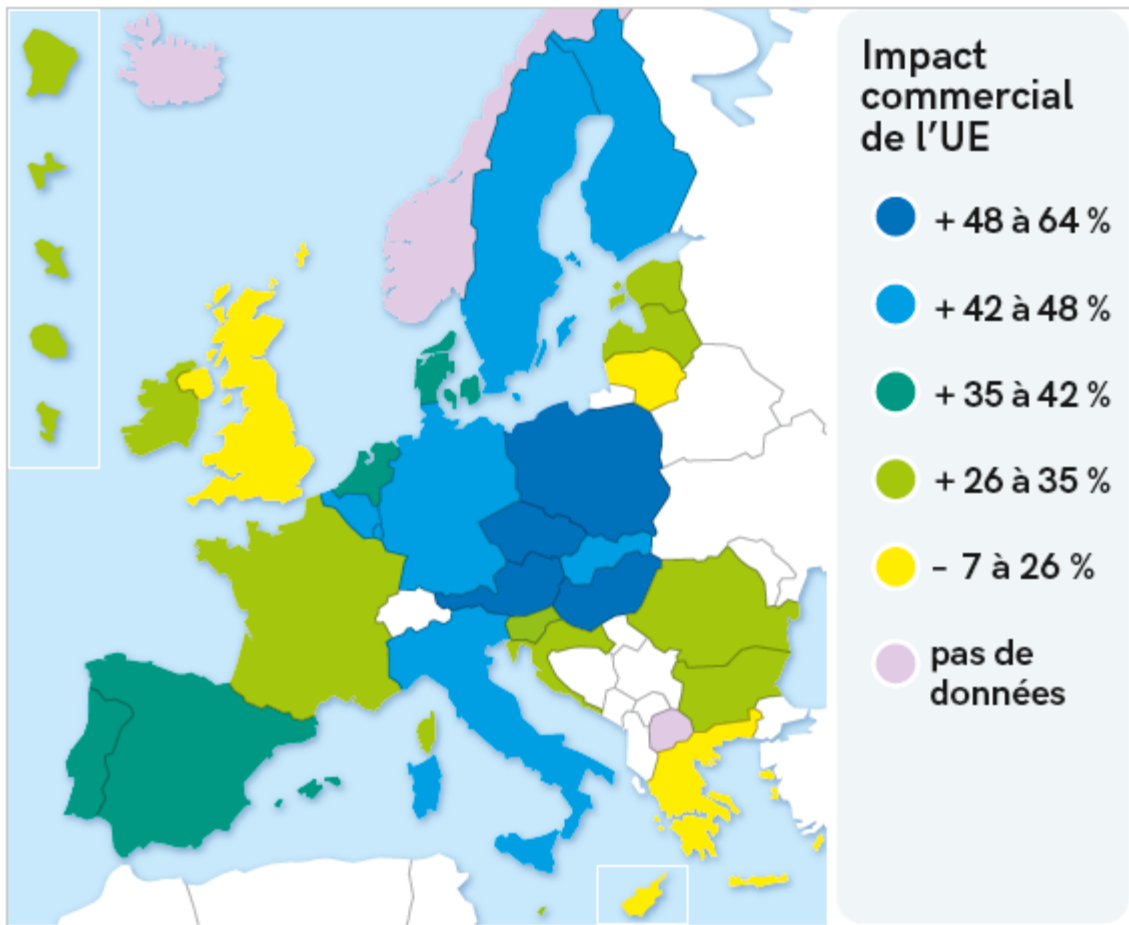 Impact
commercial
de l’UE
+ 48 à 64 %
+ 42 à 48 %
+ 35 à 42 %
+ 26 à 35 %
– 7 à 26 %
pas de
données